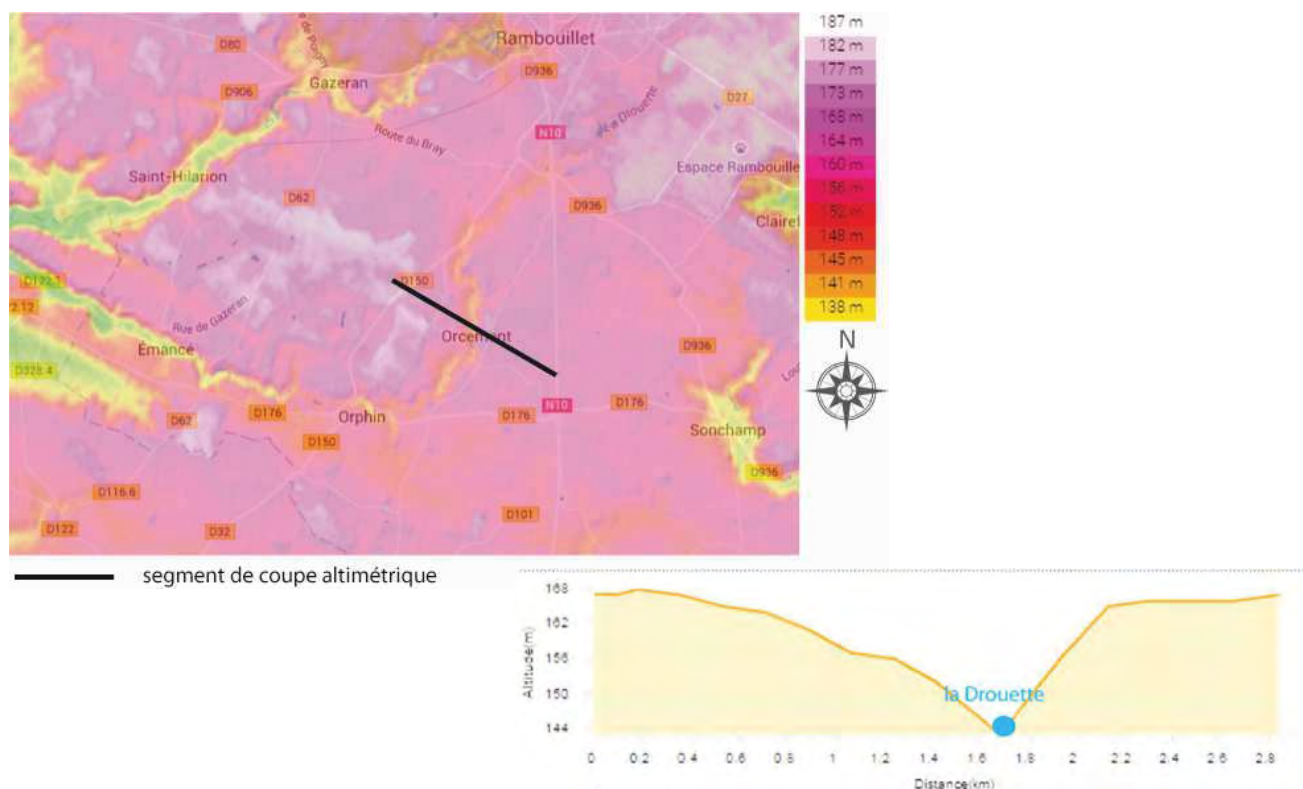 Rambouillet
D80
D936
Gazeran
D906
D27
N10
Route du Bray
Espace Rambouille
Saint-Hilarion
D62
D936
D150
Rue de Gazeran
Orcemont
Émancé
D936
D328.4
D62
D176
Orphin
D176
N10
D176
D150
Sonchamp
D936
D116.6
D101
D122
D32
187 m
182 m
177 m
173 m
168 m
164 m
160 m
156 m
152 m
148 m
145 m
141 m
138 m
N
segment de coupe altimétrique
168
162
156
150
144
Altitude(m)
la Drouette
0 0.2 0.4 0.6 0.8 1 1.2 1.4 1.6 1.8 2 2.2 2.4 2.6 2.8
Distance(km)